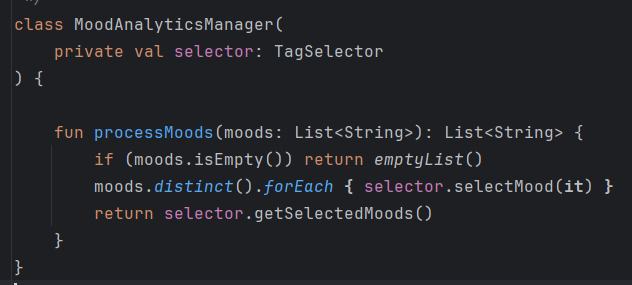 */
class MoodAnalyticsManager(
    private val selector: TagSelector
) {

    fun processMoods(moods: List<String>): List<String> {
        if (moods.isEmpty()) return emptyList()
        moods.distinct().forEach { selector.selectMood(it) }
        return selector.getSelectedMoods()
    }
}